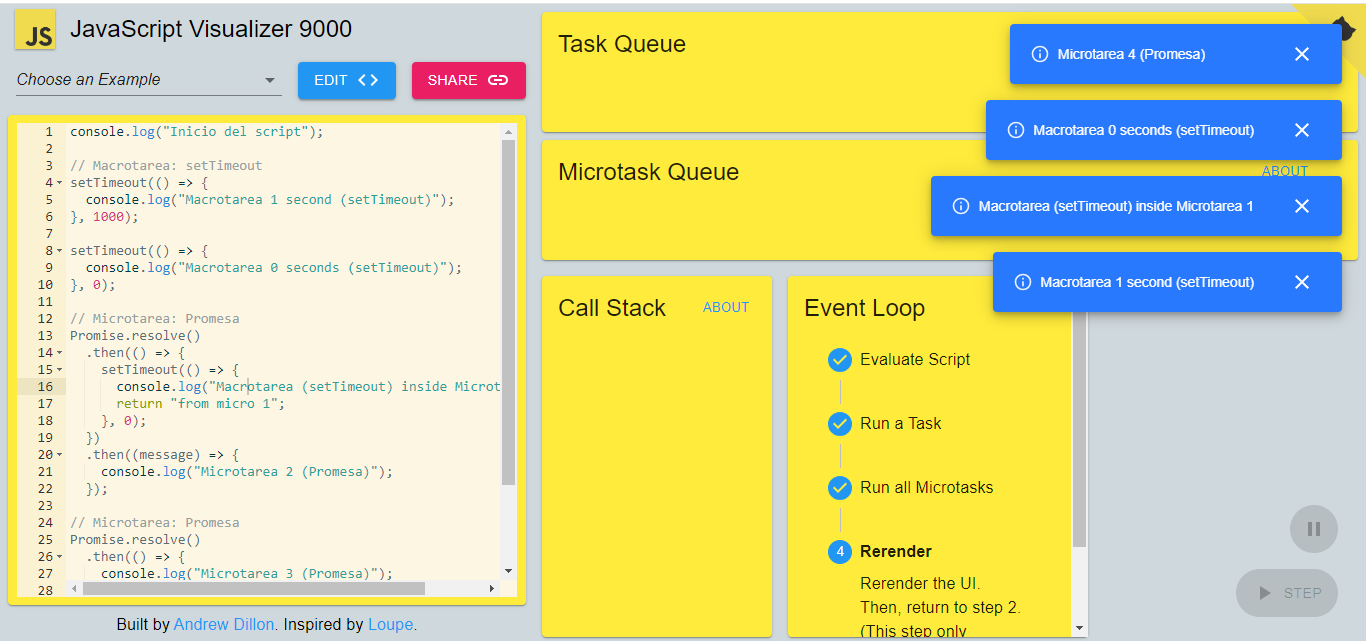 JS
JavaScript Visualizer 9000
Choose an Example
EDIT
SHARE
1 console.log("Inicio del script");
2
3 // Macrotarea: setTimeout
4 setTimeout(() => {
5 console.log("Macrotarea 1 second (setTimeout)");
6 }, 1000);
7
8 setTimeout(() => {
9 console.log("Macrotarea 0 seconds (setTimeout)");
10 }, 0);
11
12 // Microtarea: Promesa
13 Promise.resolve()
14 .then(() => {
15 setTimeout(() => {
16 console.log("Macrotarea (setTimeout) inside Microt
17 return "from micro 1";
18 }, 0);
19 })
20 .then((message) => {
21 console.log("Microtarea 2 (Promesa)");
22 });
23
24 // Microtarea: Promesa
25 Promise.resolve()
26 .then(() => {
27 console.log("Microtarea 3 (Promesa)");
28
Built by Andrew Dillon. Inspired by Loupe.
Task Queue
Microtask Queue
ABOUT
Call Stack
ABOUT
Event Loop
Evaluate Script
Run a Task
Run all Microtasks
4 Rerender
Rerender the UI.
Then, return to step 2.
(This step only
Microtarea 4 (Promesa)
Macrotarea 0 seconds (setTimeout)
Macrotarea (setTimeout) inside Microtarea 1
Macrotarea 1 second (setTimeout)
STEP